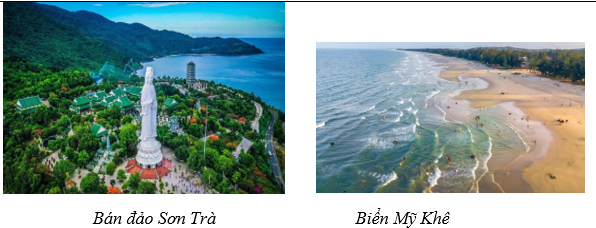 Bán đảo Sơn Trà
Biển Mỹ Khê